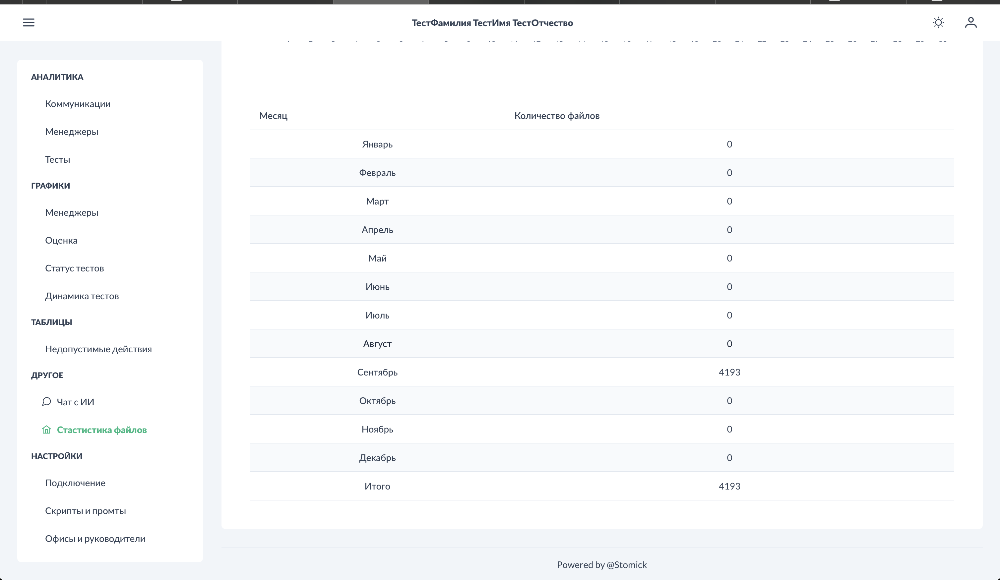 ТестФамилия ТестИмя ТестОтчество
АНАЛИТИКА
Коммуникации
Менеджеры
Тесты
ГРАФИКИ
Менеджеры
Оценка
Статус тестов
Динамика тестов
ТАБЛИЦЫ
Недопустимые действия
ДРУГОЕ
Чат с ИИ
Стастистика файлов
НАСТРОЙКИ
Подключение
Скрипты и промты
Офисы и руководители
Месяц Количество файлов
Январь 0
Февраль 0
Март 0
Апрель 0
Май 0
Июнь 0
Июль 0
Август 0
Сентябрь 4193
Октябрь 0
Ноябрь 0
Декабрь 0
Итого 4193
Powered by @Stomick